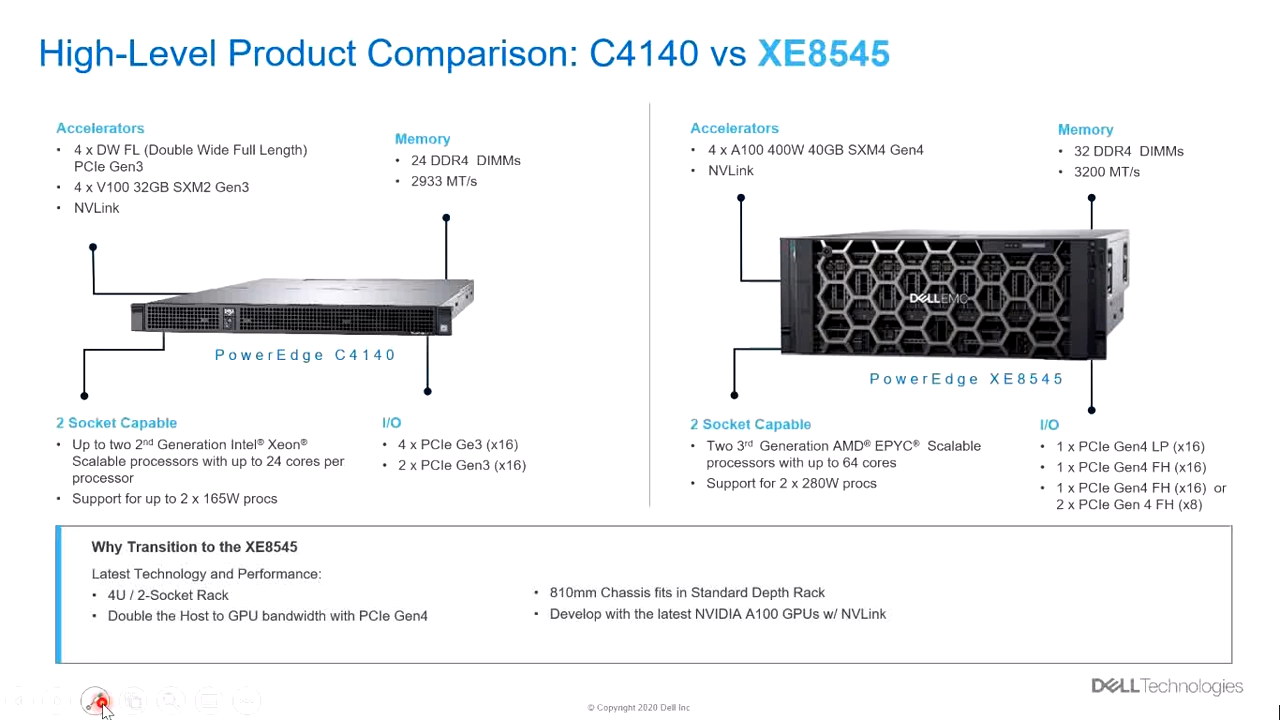 High-Level Product Comparison: C4140 vs XE8545
Accelerators
• 4 x DW FL (Double Wide Full Length)
PCIe Gen3
• 4 x V100 32GB SXM2 Gen3
• NVLink
Memory
• 24 DDR4 DIMMs
• 2933 MT/s
PowerEdge C4140
2 Socket Capable
• Up to two 2nd Generation Intel® Xeon®
Scalable processors with up to 24 cores per
processor
• Support for up to 2 x 165W procs
I/O
• 4 x PCIe Ge3 (x16)
• 2 x PCIe Gen3 (x16)
Accelerators
• 4 x A100 400W 40GB SXM4 Gen4
• NVLink
Memory
• 32 DDR4 DIMMs
• 3200 MT/s
DELLEMC
PowerEdge XE8545
2 Socket Capable
• Two 3rd Generation AMD® EPYC® Scalable
processors with up to 64 cores
• Support for 2 x 280W procs
I/O
• 1 x PCIe Gen4 LP (x16)
• 1 x PCIe Gen4 FH (x16)
• 1 x PCIe Gen4 FH (x16) or
2 x PCIe Gen 4 FH (x8)
Why Transition to the XE8545
Latest Technology and Performance:
• 4U / 2-Socket Rack
• Double the Host to GPU bandwidth with PCIe Gen4
• 810mm Chassis fits in Standard Depth Rack
• Develop with the latest NVIDIA A100 GPUs w/ NVLink
DELLTechnologies
© Copyright 2020 Dell Inc